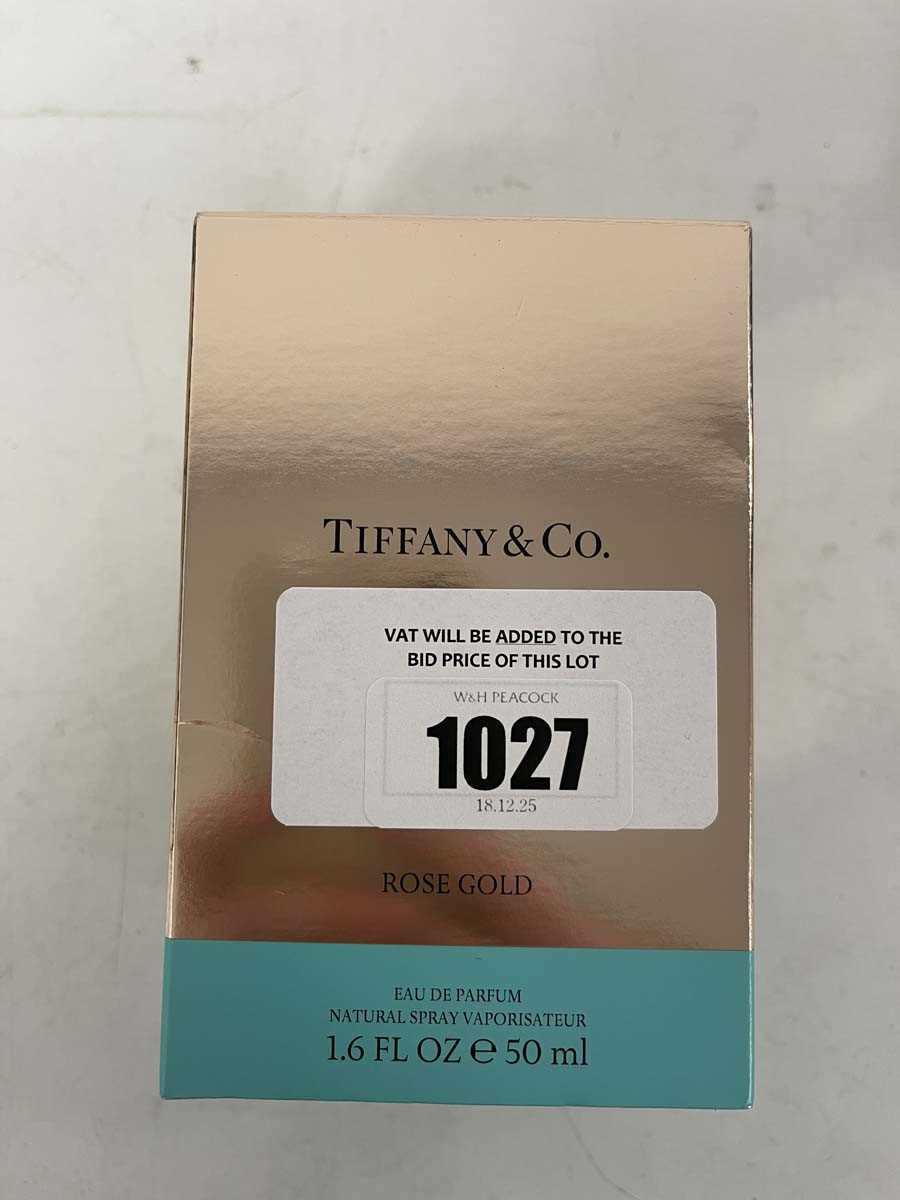 TIFFANY & CO.
VAT WILL BE ADDED TO THE
BID PRICE OF THIS LOT
W&H PEACOCK
1027
18.12.25
ROSE GOLD
EAU DE PARFUM
NATURAL SPRAY VAPORISATEUR
1.6 FL OZ e 50 ml